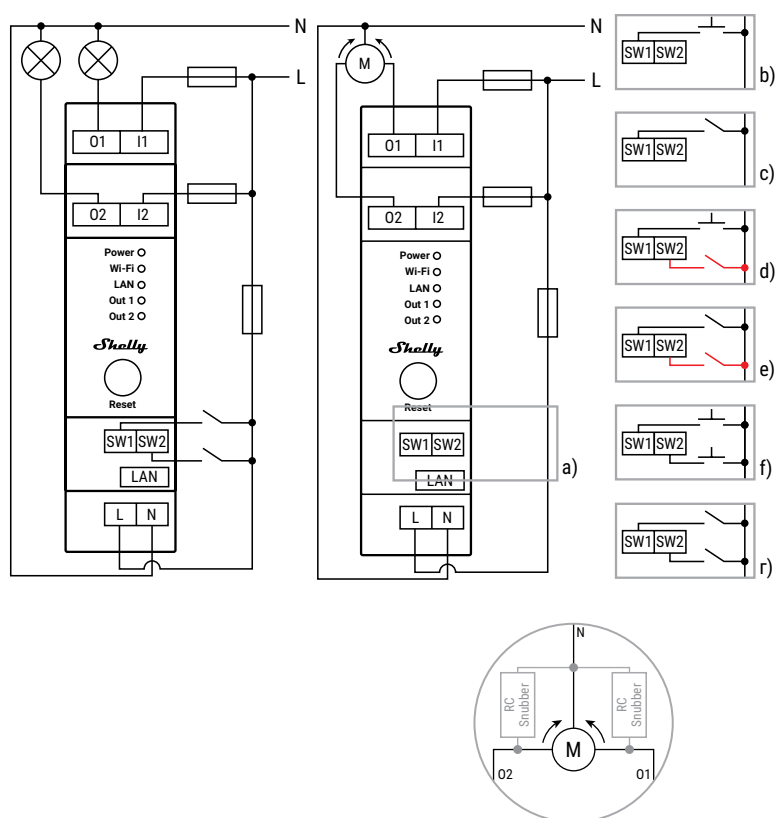 N
L
O1 I1
O2 I2
Power
Wi-Fi
LAN
Out 1
Out 2
Shelly
Reset
SW1 SW2
LAN
L N
N
L
M
O1 I1
O2 I2
Power
Wi-Fi
LAN
Out 1
Out 2
Shelly
Reset
SW1 SW2
LAN
a)
L N
SW1 SW2
b)
SW1 SW2
c)
SW1 SW2
d)
SW1 SW2
e)
SW1 SW2
f)
SW1 SW2
г)
N
RC
Snubber
RC
Snubber
M
O2
O1